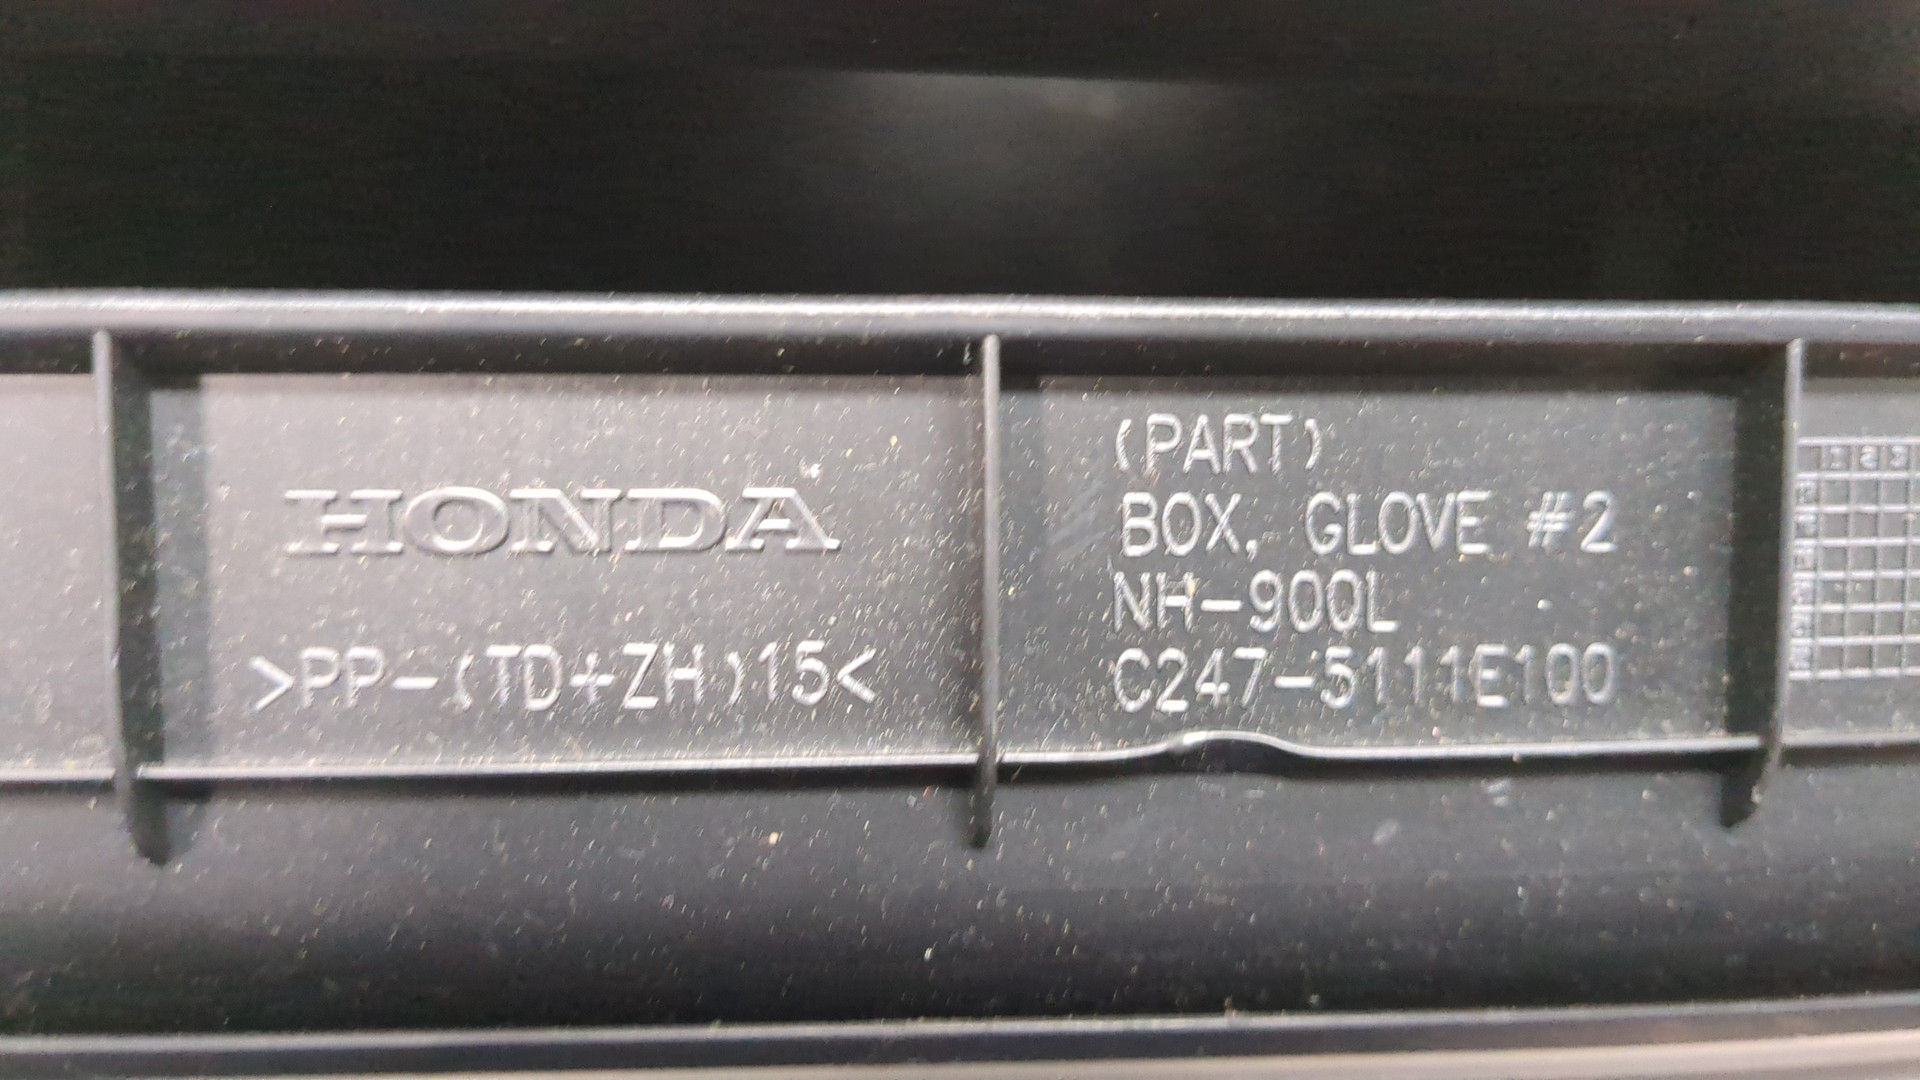 HONDA
>PP-(TD+ZH)15<
(PART)
BOX, GLOVE #2
NH-900L
C247-5111E100